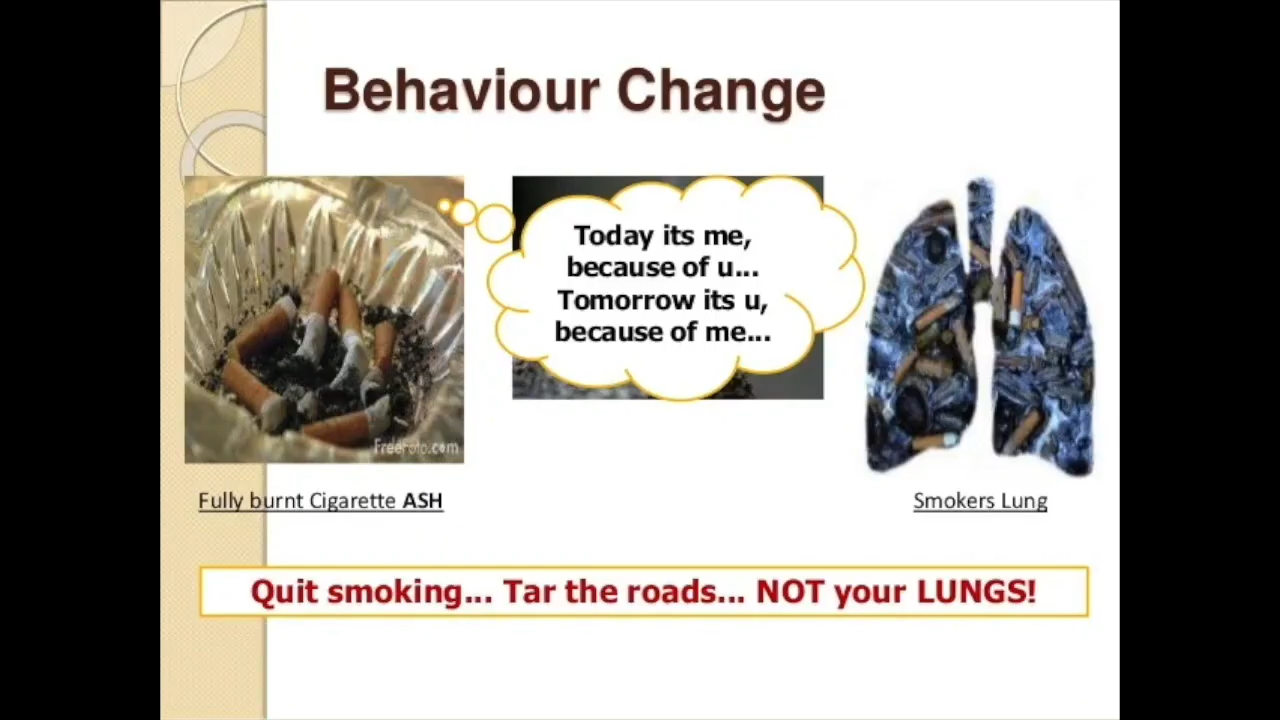 Behaviour Change
Today its me,
because of u...
Tomorrow its u,
because of me...
FreeFoto.com
Fully burnt Cigarette ASH
Smokers Lung
Quit smoking... Tar the roads... NOT your LUNGS!